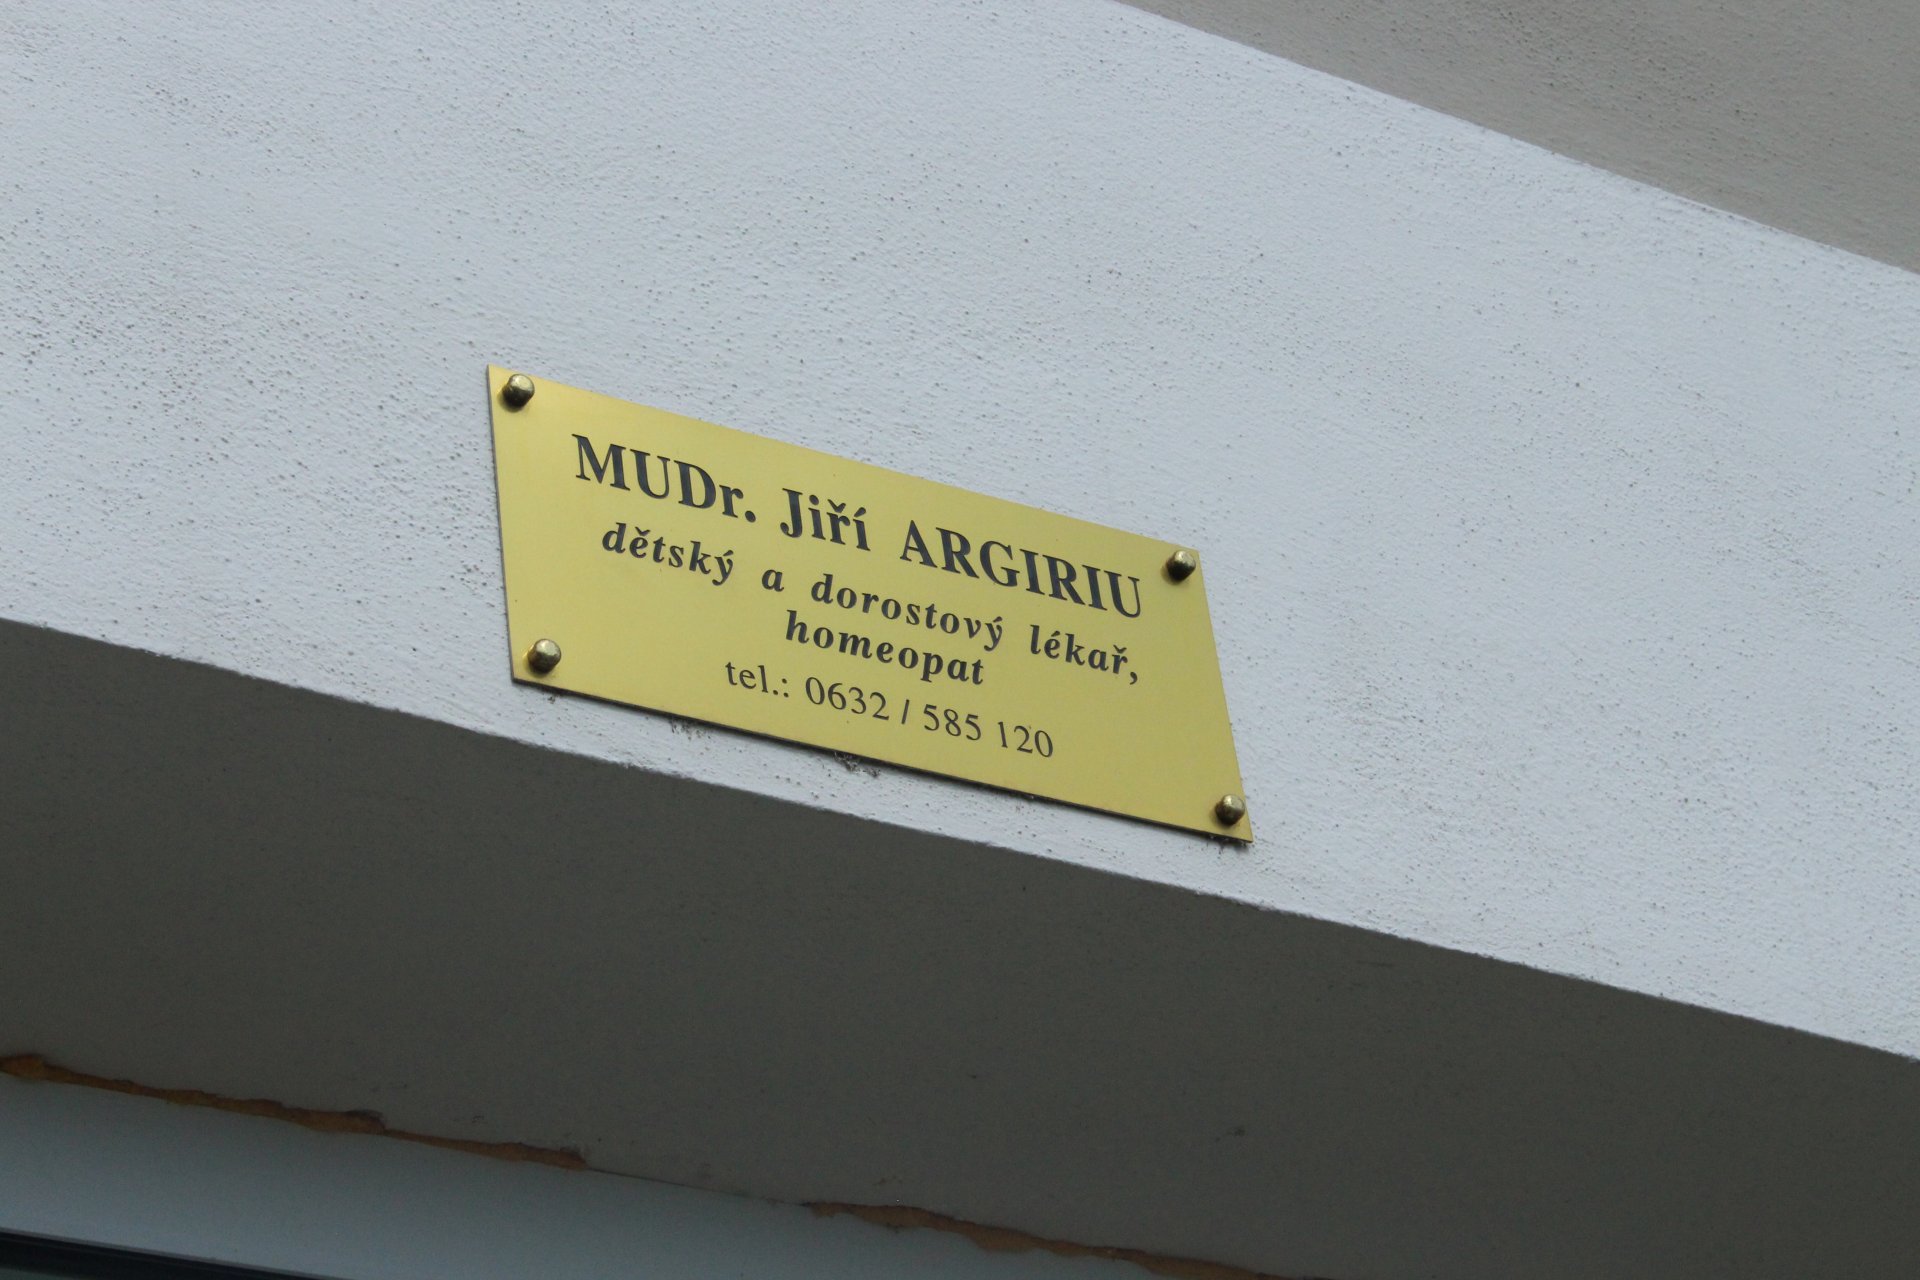 MUDr. Jiří ARGIRIU
dětský a dorostový lékař,
homeopat
tel.: 0632 / 585 120